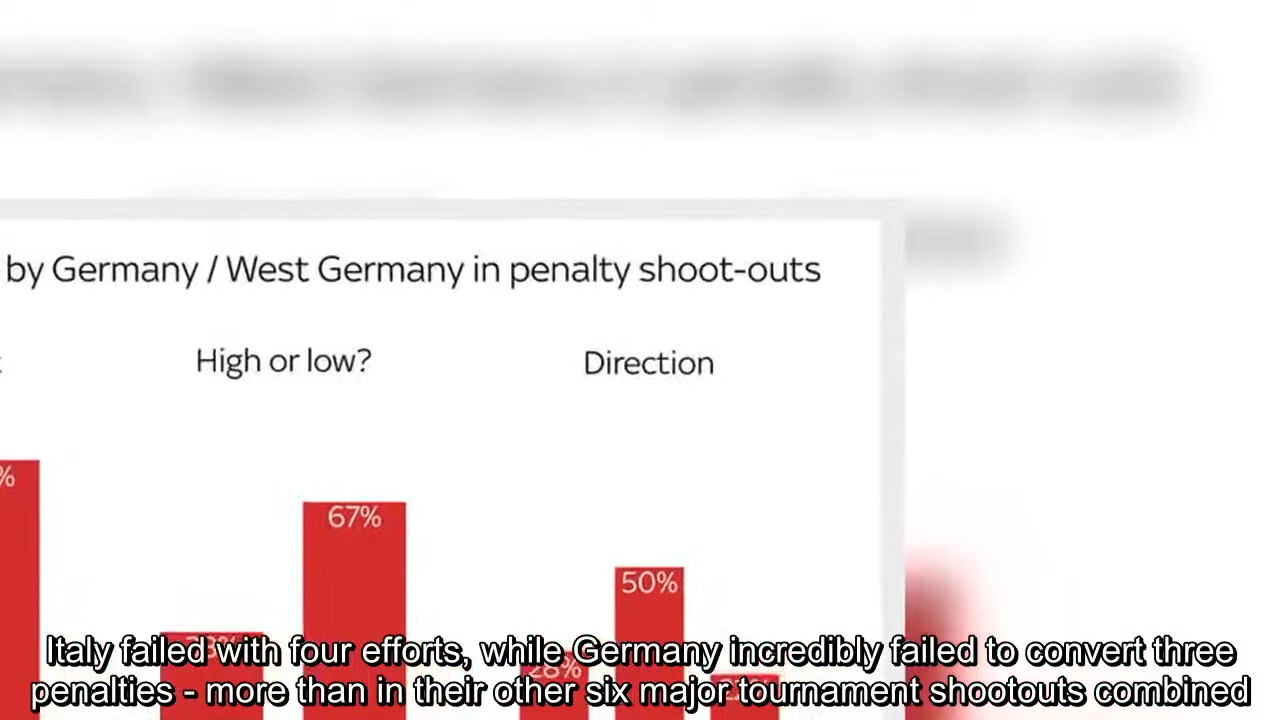 by Germany / West Germany in penalty shoot-outs
High or low?
Direction
%
67%
50%
28%
Italy failed with four efforts, while Germany incredibly failed to convert three
penalties - more than in their other six major tournament shootouts combined